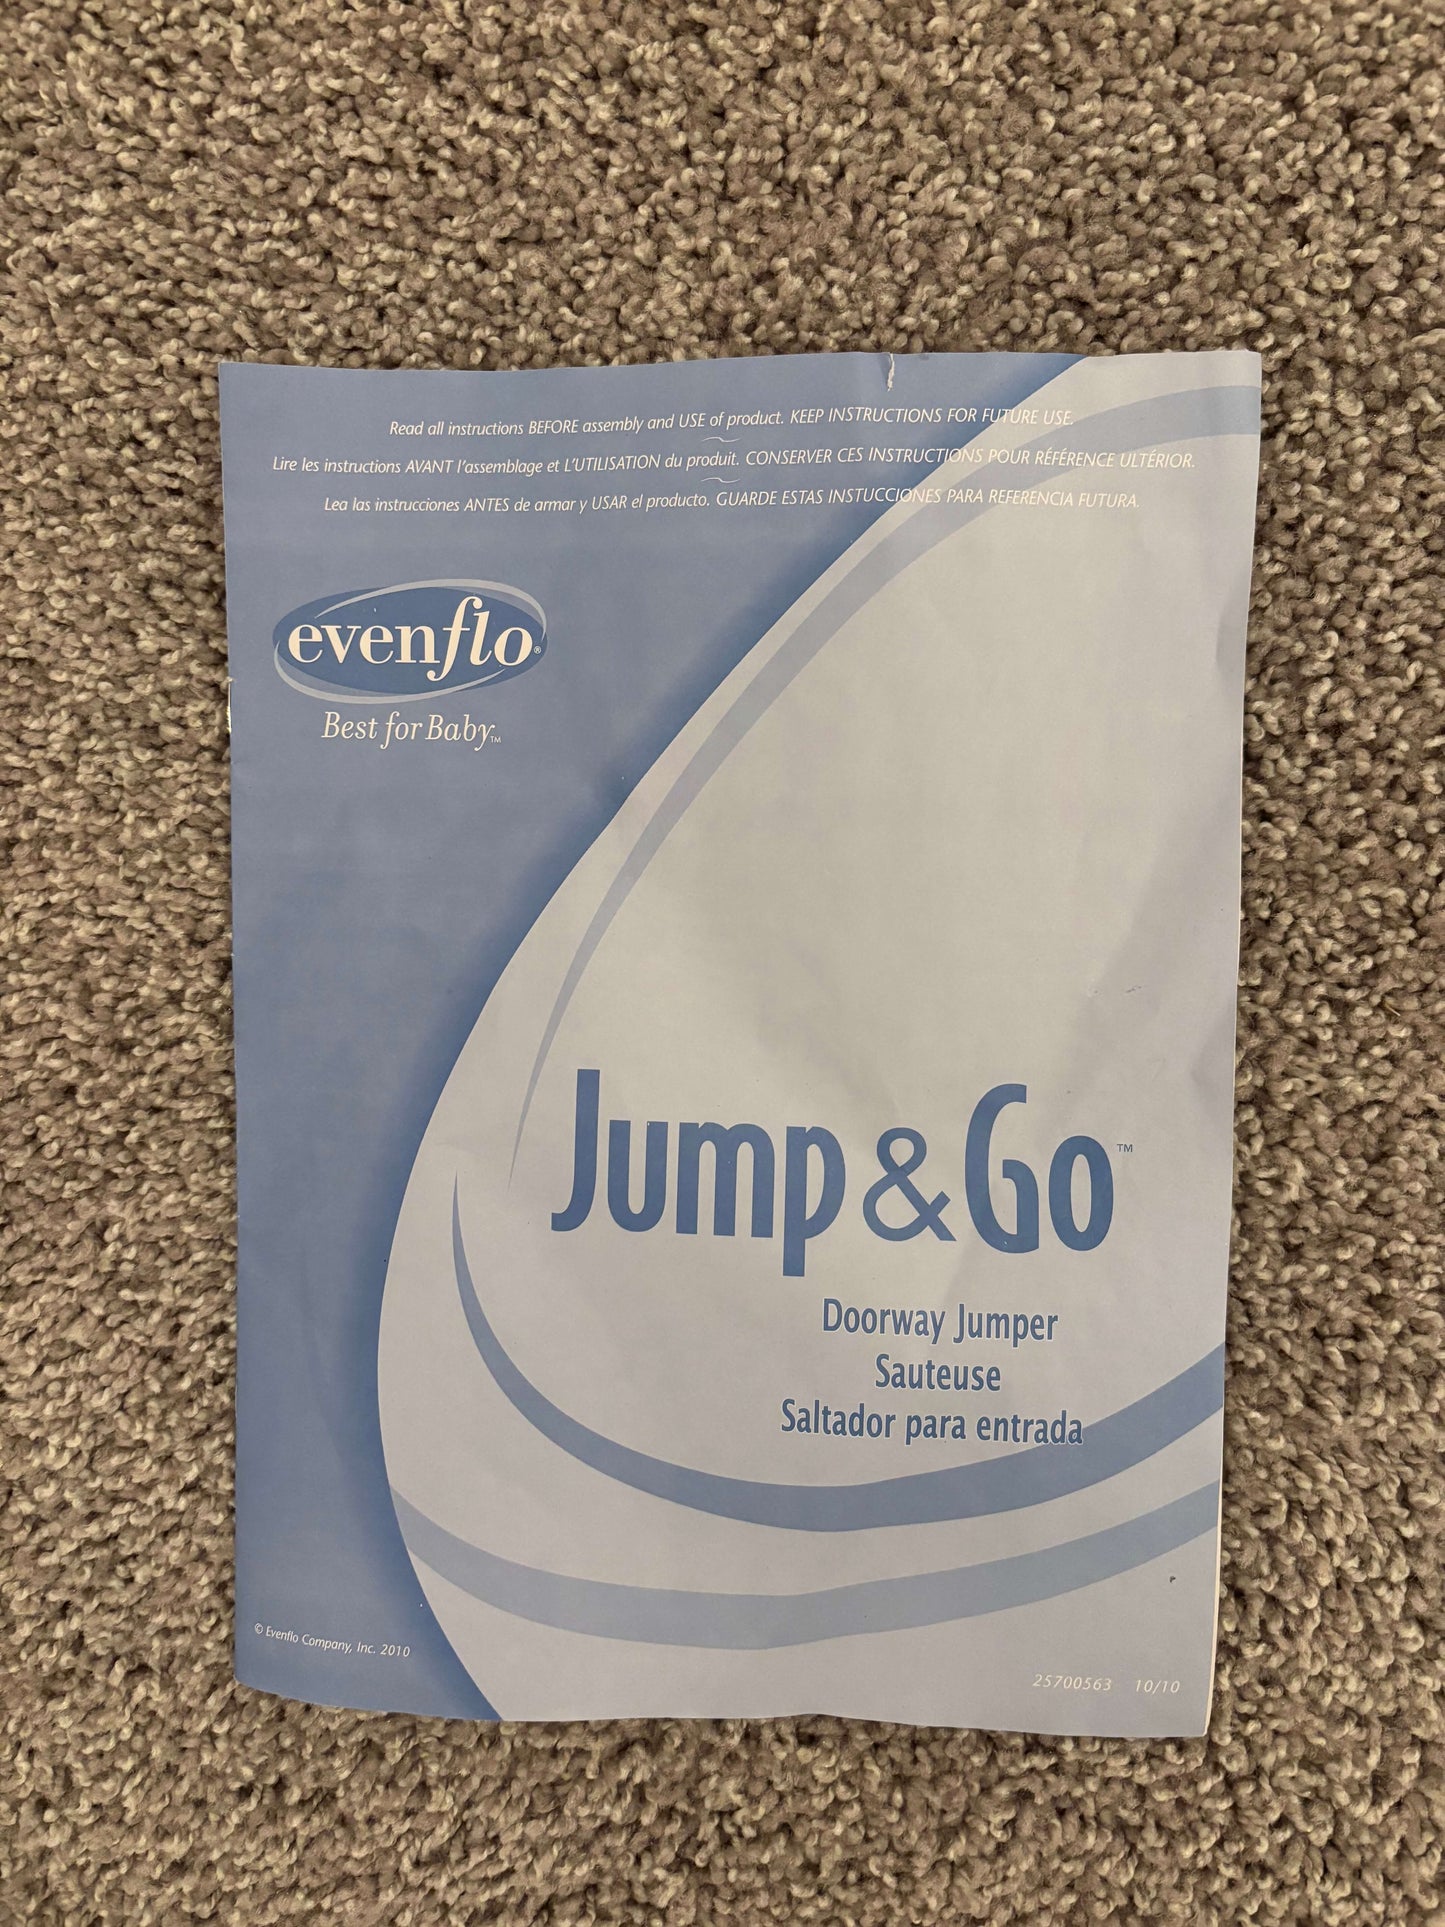 Read all instructions BEFORE assembly and USE of product. KEEP INSTRUCTIONS FOR FUTURE USE.
Lire les instructions AVANT l'assemblage et L'UTILISATION du produit. CONSERVER CES INSTRUCTIONS POUR RÉFÉRENCE ULTÉRIOR.
Lea las instrucciones ANTES de armar y USAR el producto. GUARDE ESTAS INSTUCCIONES PARA REFERENCIA FUTURA.
evenflo®
Best for Baby™
Jump & Go™
Doorway Jumper
Sauteuse
Saltador para entrada
© Evenflo Company, Inc. 2010
25700563 10/10